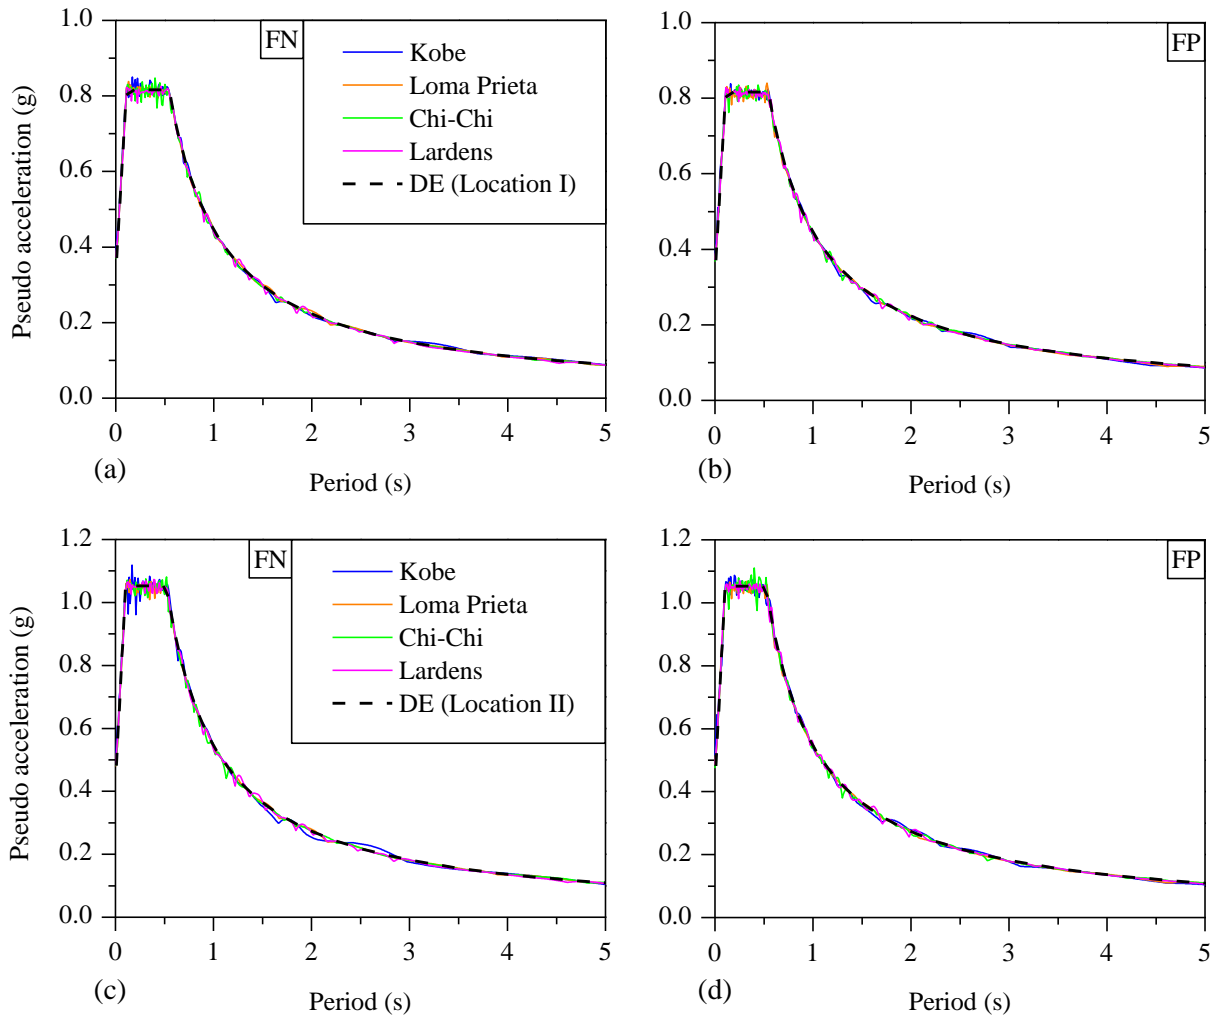 1.0
0.8
0.6
0.4
0.2
0.0
Pseudo acceleration (g)
FN
Kobe
Loma Prieta
Chi-Chi
Lardens
DE (Location I)
0 1 2 3 4 5
(a)
Period (s)
1.0
0.8
0.6
0.4
0.2
0.0
FP
0 1 2 3 4 5
(b)
Period (s)
1.2
1.0
0.8
0.6
0.4
0.2
0.0
Pseudo acceleration (g)
FN
Kobe
Loma Prieta
Chi-Chi
Lardens
DE (Location II)
0 1 2 3 4 5
(c)
Period (s)
1.2
1.0
0.8
0.6
0.4
0.2
0.0
FP
0 1 2 3 4 5
(d)
Period (s)